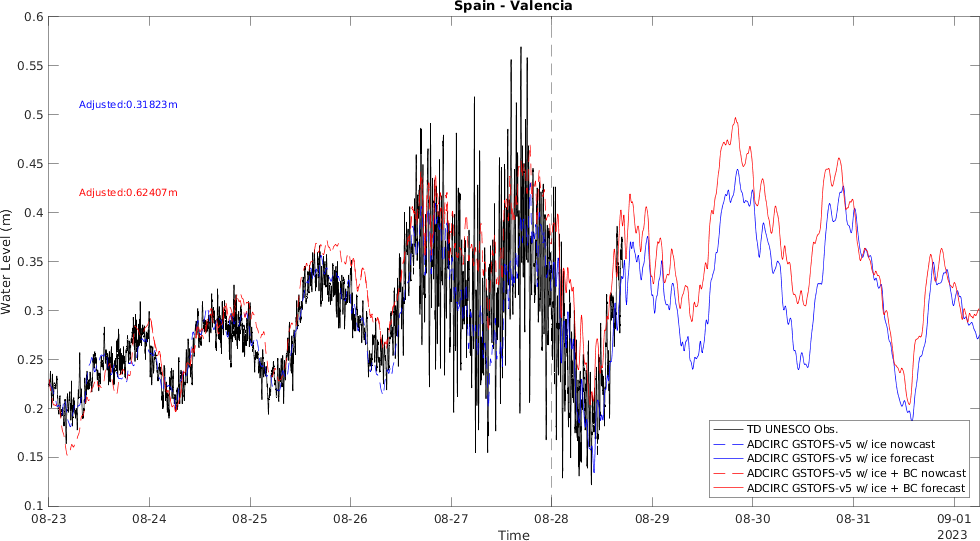 Spain - Valencia
0.6
0.55
0.5
0.45
0.4
0.35
0.3
0.25
0.2
0.15
0.1
Water Level (m)
Adjusted:0.31823m
Adjusted:0.62407m
TD UNESCO Obs.
ADCIRC GSTOFS-v5 w/ ice nowcast
ADCIRC GSTOFS-v5 w/ ice forecast
ADCIRC GSTOFS-v5 w/ ice + BC nowcast
ADCIRC GSTOFS-v5 w/ ice + BC forecast
08-23 08-24 08-25 08-26 08-27 08-28 08-29 08-30 08-31 09-01
2023
Time